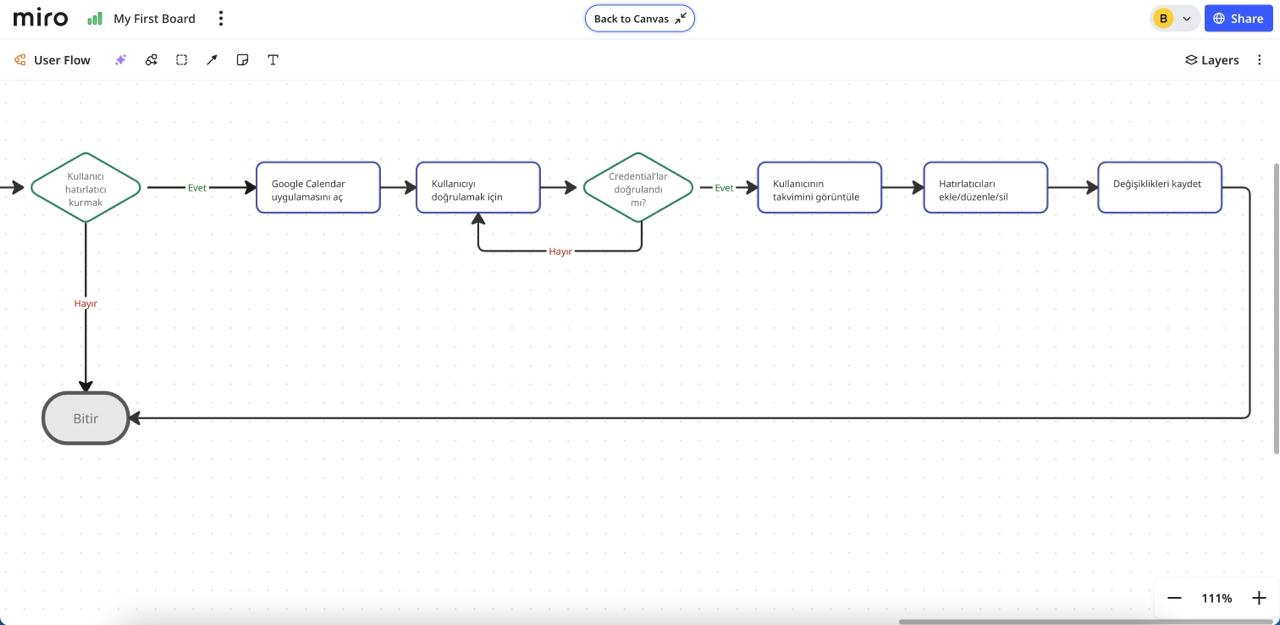 miro
My First Board
Back to Canvas
B
Share
User Flow
Layers
Kullanıcı
hatırlatıcı
kurmak
Evet
Google Calendar
uygulamasını aç
Kullanıcıyı
doğrulamak için
Credential'lar
doğrulandı
mı?
Evet
Kullanıcının
takvimini görüntüle
Hatırlatıcıları
ekle/düzenle/sil
Değişiklikleri kaydet
Hayır
Hayır
Bitir
111%